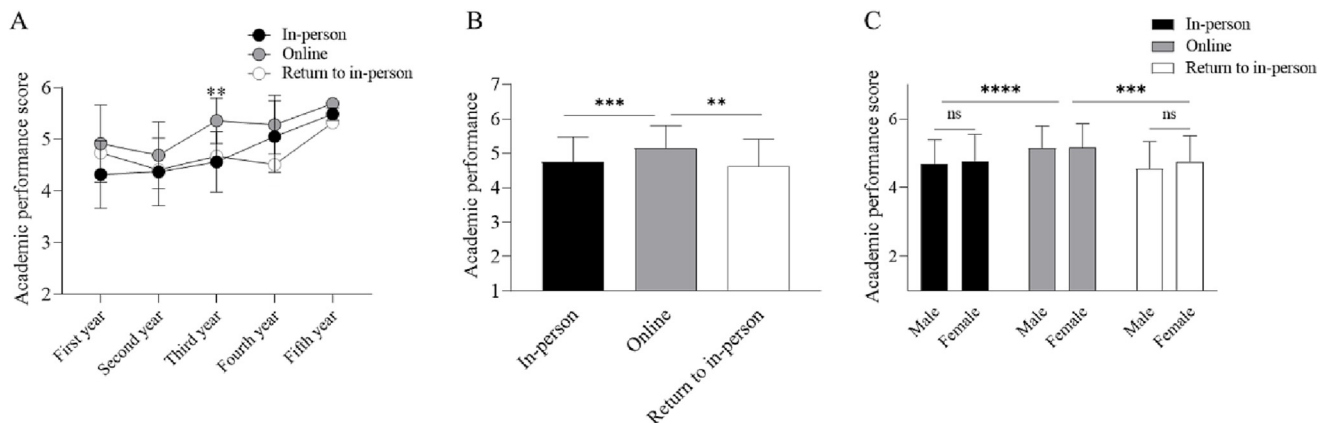 A
In-person
Online
Return to in-person
Academic performance score
6
5
4
3
2
**
First year
Second year
Third year
Fourth year
Fifth year
B
Academic performance
7
6
5
4
3
2
1
***
**
In-person
Online
Return to in-person
C
In-person
Online
Return to in-person
Academic performance score
8
6
4
2
****
***
ns
ns
Male
Female
Male
Female
Male
Female